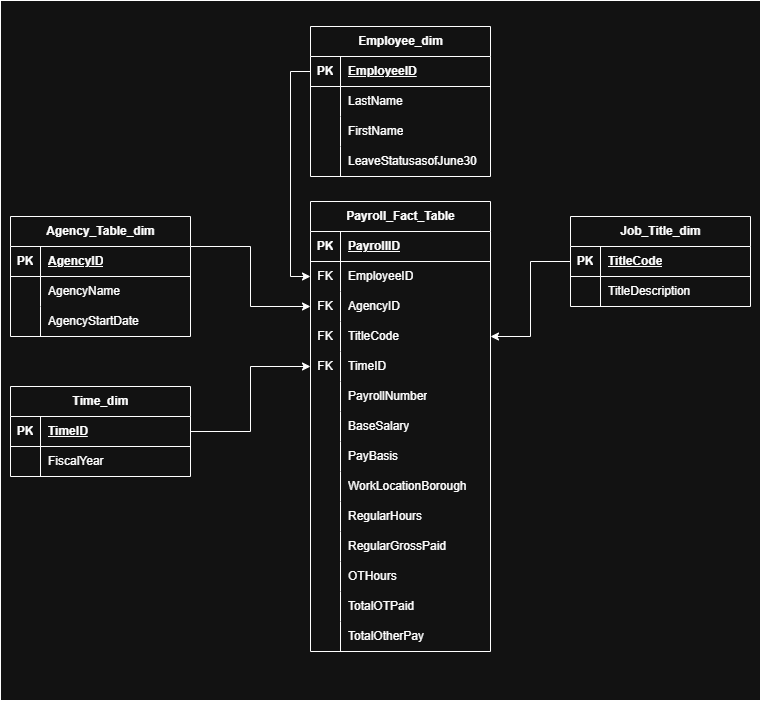 Employee_dim
PK EmployeeID
LastName
FirstName
LeaveStatusasofJune30
Agency_Table_dim
PK AgencyID
AgencyName
AgencyStartDate
Time_dim
PK TimeID
FiscalYear
Payroll_Fact_Table
PK PayrollID
FK EmployeeID
FK AgencyID
FK TitleCode
FK TimeID
PayrollNumber
BaseSalary
PayBasis
WorkLocationBorough
RegularHours
RegularGrossPaid
OTHours
TotalOTPaid
TotalOtherPay
Job_Title_dim
PK TitleCode
TitleDescription